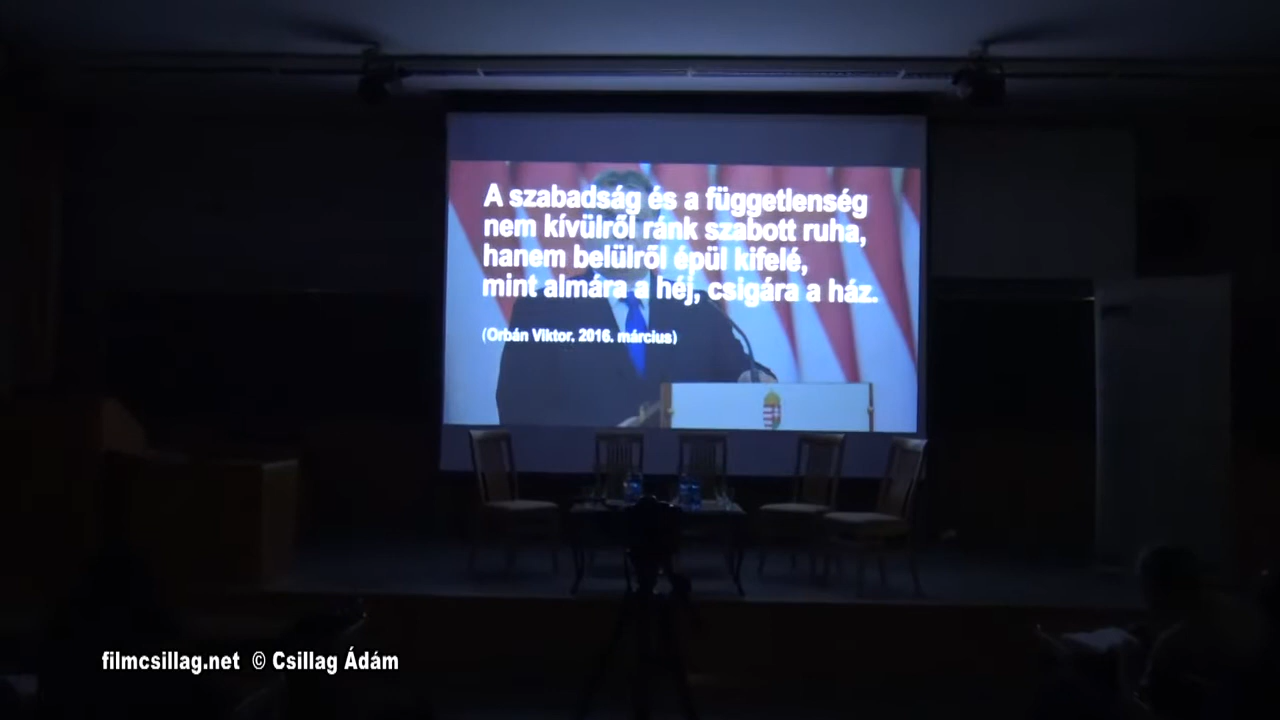 A szabadság és a függetlenség
nem kívülről ránk szabott ruha,
hanem belülről épül kifelé,
mint almára a héj, csigára a ház.
(Orbán Viktor. 2016. március)
filmcsillag.net © Csillag Ádám